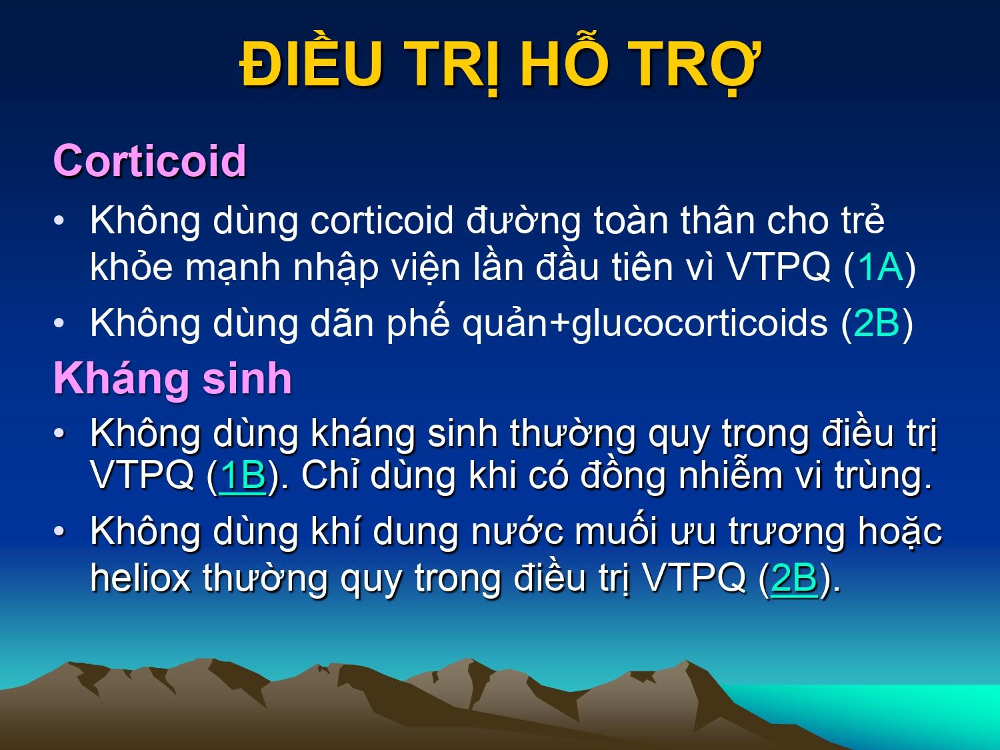 ĐIỀU TRỊ HỖ TRỢ
Corticoid
• Không dùng corticoid đường toàn thân cho trẻ
khỏe mạnh nhập viện lần đầu tiên vì VTPQ (1A)
• Không dùng dãn phế quản+glucocorticoids (2B)
Kháng sinh
• Không dùng kháng sinh thường quy trong điều trị
VTPQ (1B). Chỉ dùng khi có đồng nhiễm vi trùng.
• Không dùng khí dung nước muối ưu trương hoặc
heliox thường quy trong điều trị VTPQ (2B).